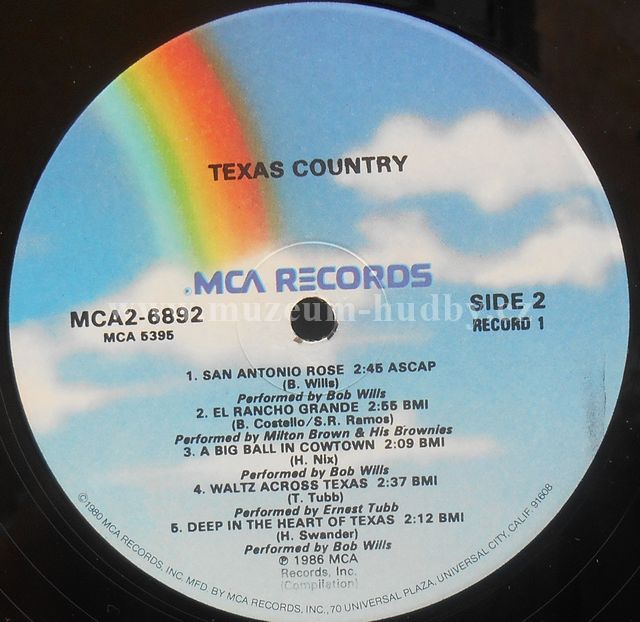 TEXAS COUNTRY
MCA RECORDS
www.muzeum-hudby.cz
MCA2-6892
MCA 5395
SIDE 2
RECORD 1
1. SAN ANTONIO ROSE 2:45 ASCAP
(B. Wills)
Performed by Bob Wills
2. EL RANCHO GRANDE 2:55 BMI
(B. Costello/S.R. Ramos)
Performed by Milton Brown & His Brownies
3. A BIG BALL IN COWTOWN 2:09 BMI
(H. Nix)
Performed by Bob Wills
4. WALTZ ACROSS TEXAS 2:37 BMI
(T. Tubb)
Performed by Ernest Tubb
5. DEEP IN THE HEART OF TEXAS 2:12 BMI
(H. Swander)
Performed by Bob Wills
℗ 1986 MCA
Records, Inc.
(Compilation)
©1980 MCA RECORDS, INC. MFD. BY MCA RECORDS, INC., 70 UNIVERSAL PLAZA, UNIVERSAL CITY, CALIF. 91608